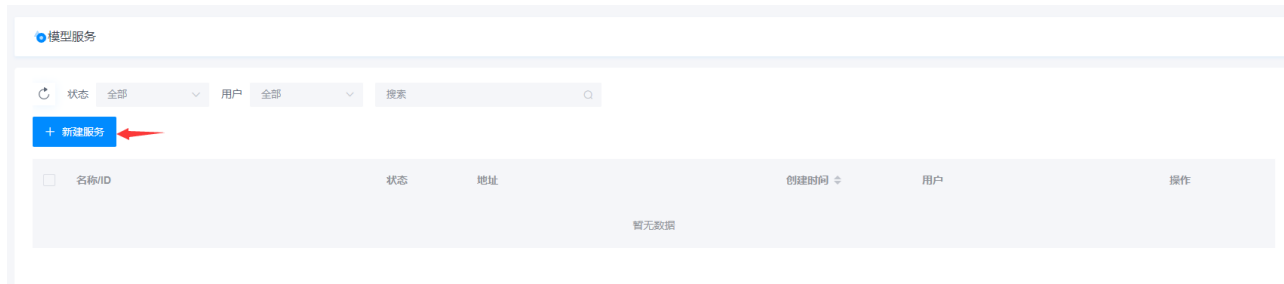 模型服务
状态 全部 用户 全部 搜索
+ 新建服务
名称/ID 状态 地址 创建时间 用户 操作
暂无数据